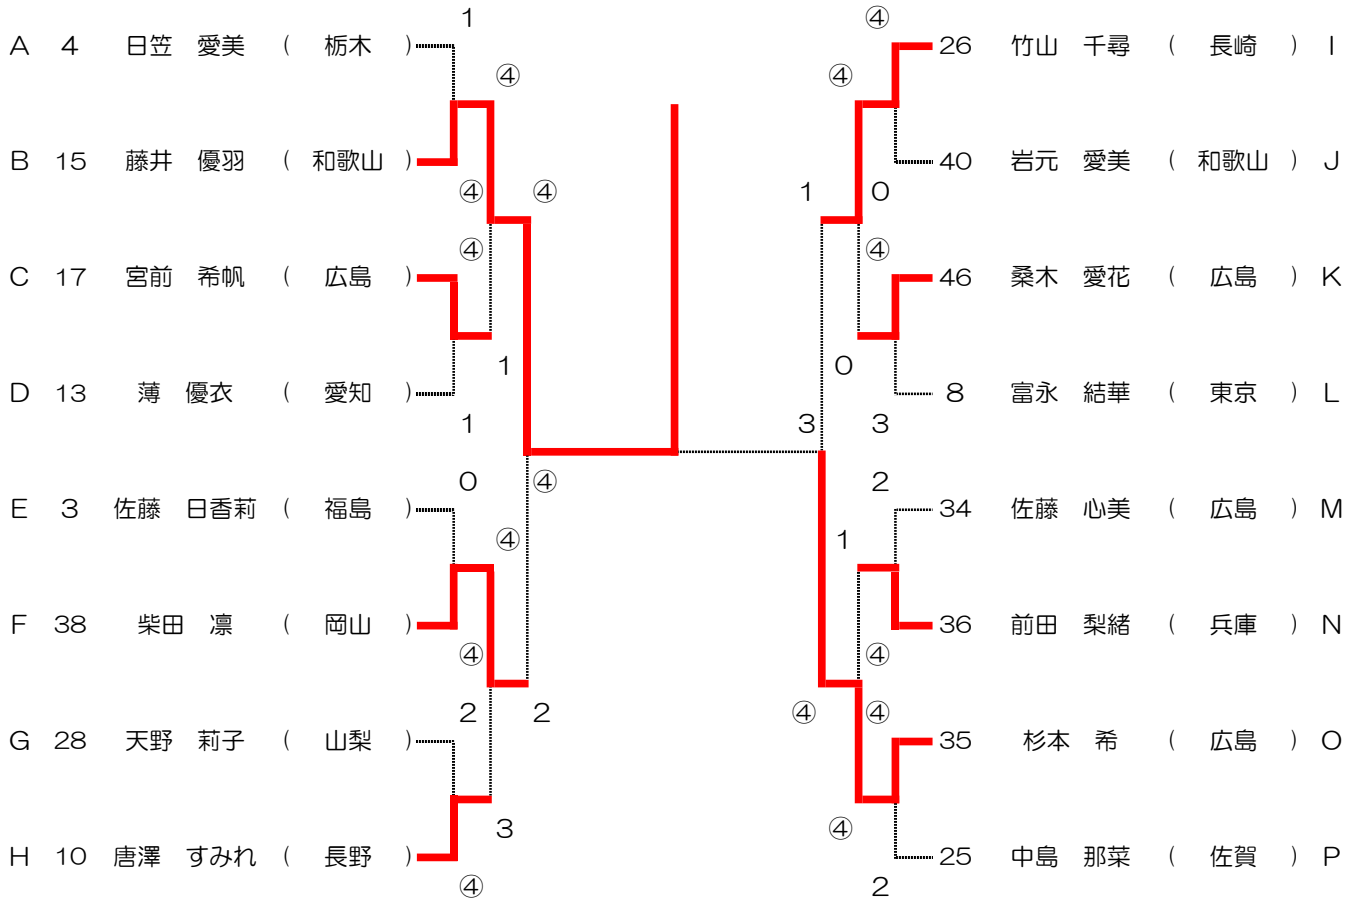 1 ④
A 4 日笠 愛美 ( 栃木 ) 26 竹山 千尋 ( 長崎 ) I
④ ④
B 15 藤井 優羽 ( 和歌山 ) 40 岩元 愛美 ( 和歌山 ) J
④ ④ 1 0
④ ④
C 17 宮前 希帆 ( 広島 ) 46 桑木 愛花 ( 広島 ) K
1 0
D 13 薄 優衣 ( 愛知 ) 8 富永 結華 ( 東京 ) L
1 3 3
0 ④ 2
E 3 佐藤 日香莉 ( 福島 ) 34 佐藤 心美 ( 広島 ) M
④ 1
F 38 柴田 凛 ( 岡山 ) 36 前田 梨緒 ( 兵庫 ) N
④ ④
2 2 ④ ④
G 28 天野 莉子 ( 山梨 ) 35 杉本 希 ( 広島 ) O
3 ④
H 10 唐澤 すみれ ( 長野 ) 25 中島 那菜 ( 佐賀 ) P
④ 2